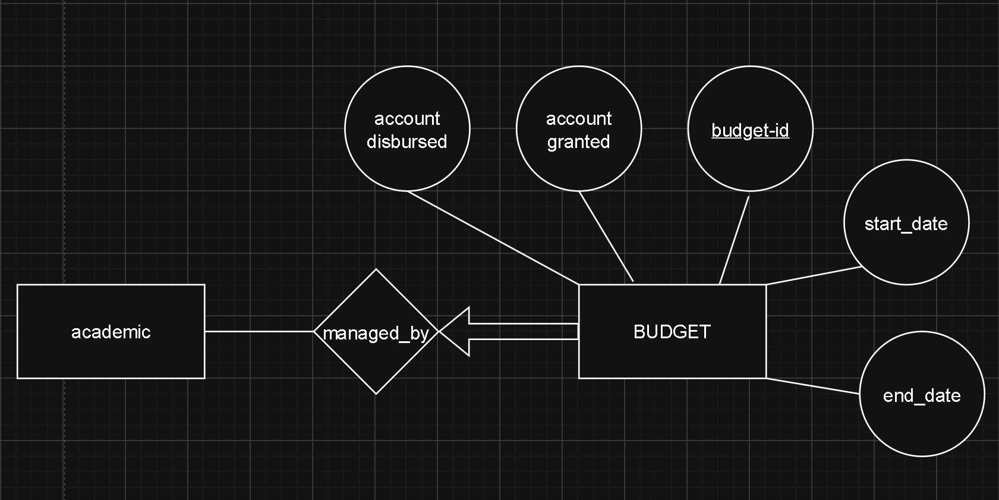 account
disbursed
account
granted
budget-id
start_date
academic
managed_by
BUDGET
end_date